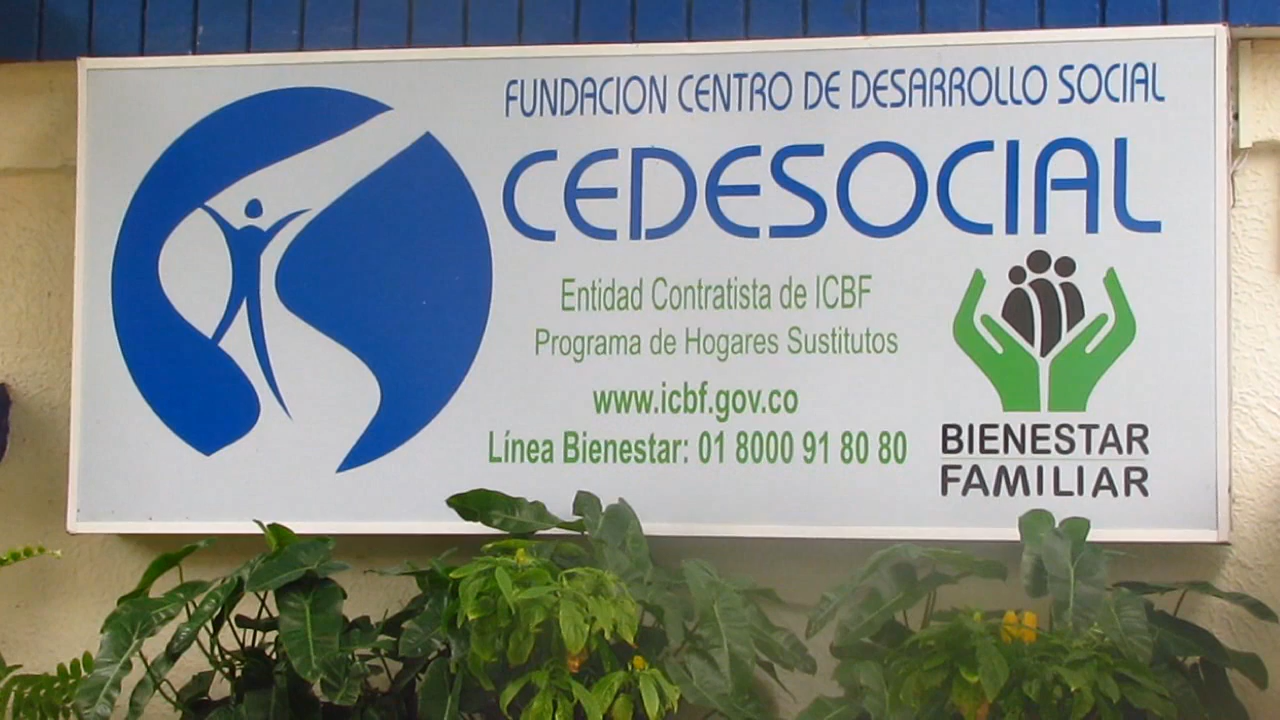 FUNDACION CENTRO DE DESARROLLO SOCIAL
CEDESOCIAL
Entidad Contratista de ICBF
Programa de Hogares Sustitutos
www.icbf.gov.co
Línea Bienestar: 01 8000 91 80 80
BIENESTAR
FAMILIAR